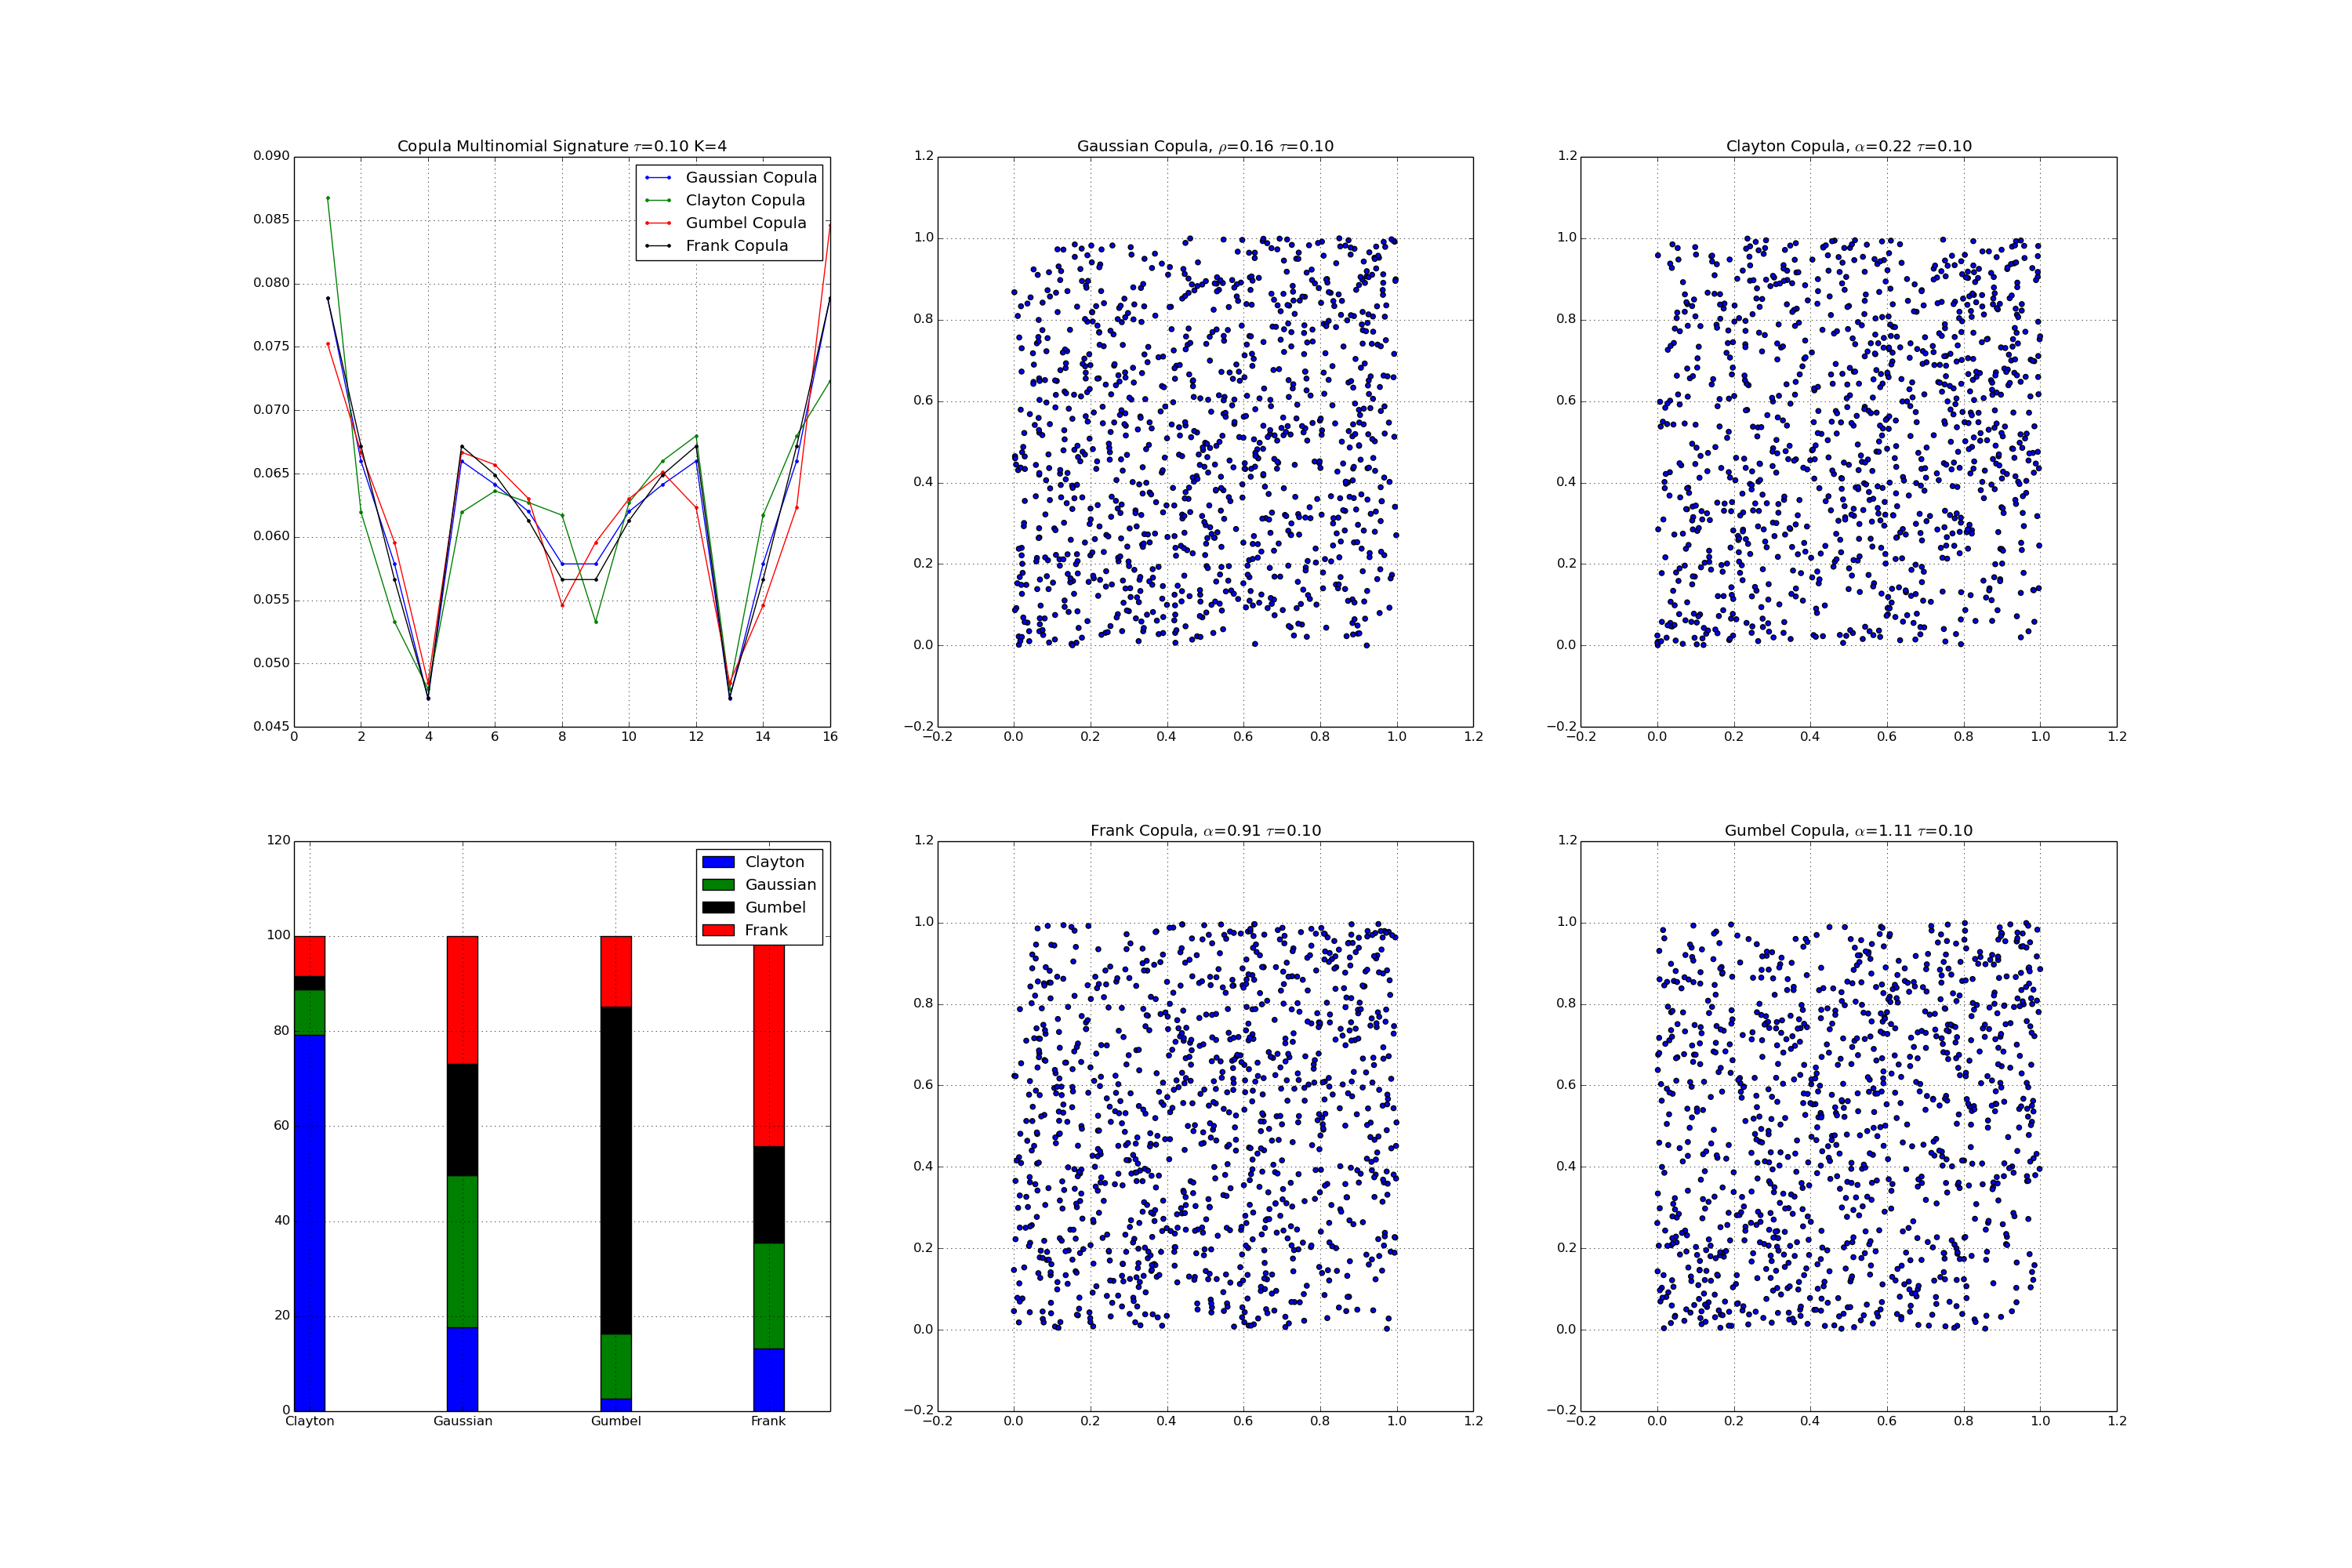 Copula Multinomial Signature τ=0.10 K=4
0.090
0.085
0.080
0.075
0.070
0.065
0.060
0.055
0.050
0.045
0 2 4 6 8 10 12 14 16
Gaussian Copula
Clayton Copula
Gumbel Copula
Frank Copula
Gaussian Copula, ρ=0.16 τ=0.10
1.2
1.0
0.8
0.6
0.4
0.2
0.0
−0.2
−0.2 0.0 0.2 0.4 0.6 0.8 1.0 1.2
Clayton Copula, α=0.22 τ=0.10
1.2
1.0
0.8
0.6
0.4
0.2
0.0
−0.2
−0.2 0.0 0.2 0.4 0.6 0.8 1.0 1.2
120
100
80
60
40
20
0
Clayton Gaussian Gumbel Frank
Clayton
Gaussian
Gumbel
Frank
Frank Copula, α=0.91 τ=0.10
1.2
1.0
0.8
0.6
0.4
0.2
0.0
−0.2
−0.2 0.0 0.2 0.4 0.6 0.8 1.0 1.2
Gumbel Copula, α=1.11 τ=0.10
1.2
1.0
0.8
0.6
0.4
0.2
0.0
−0.2
−0.2 0.0 0.2 0.4 0.6 0.8 1.0 1.2